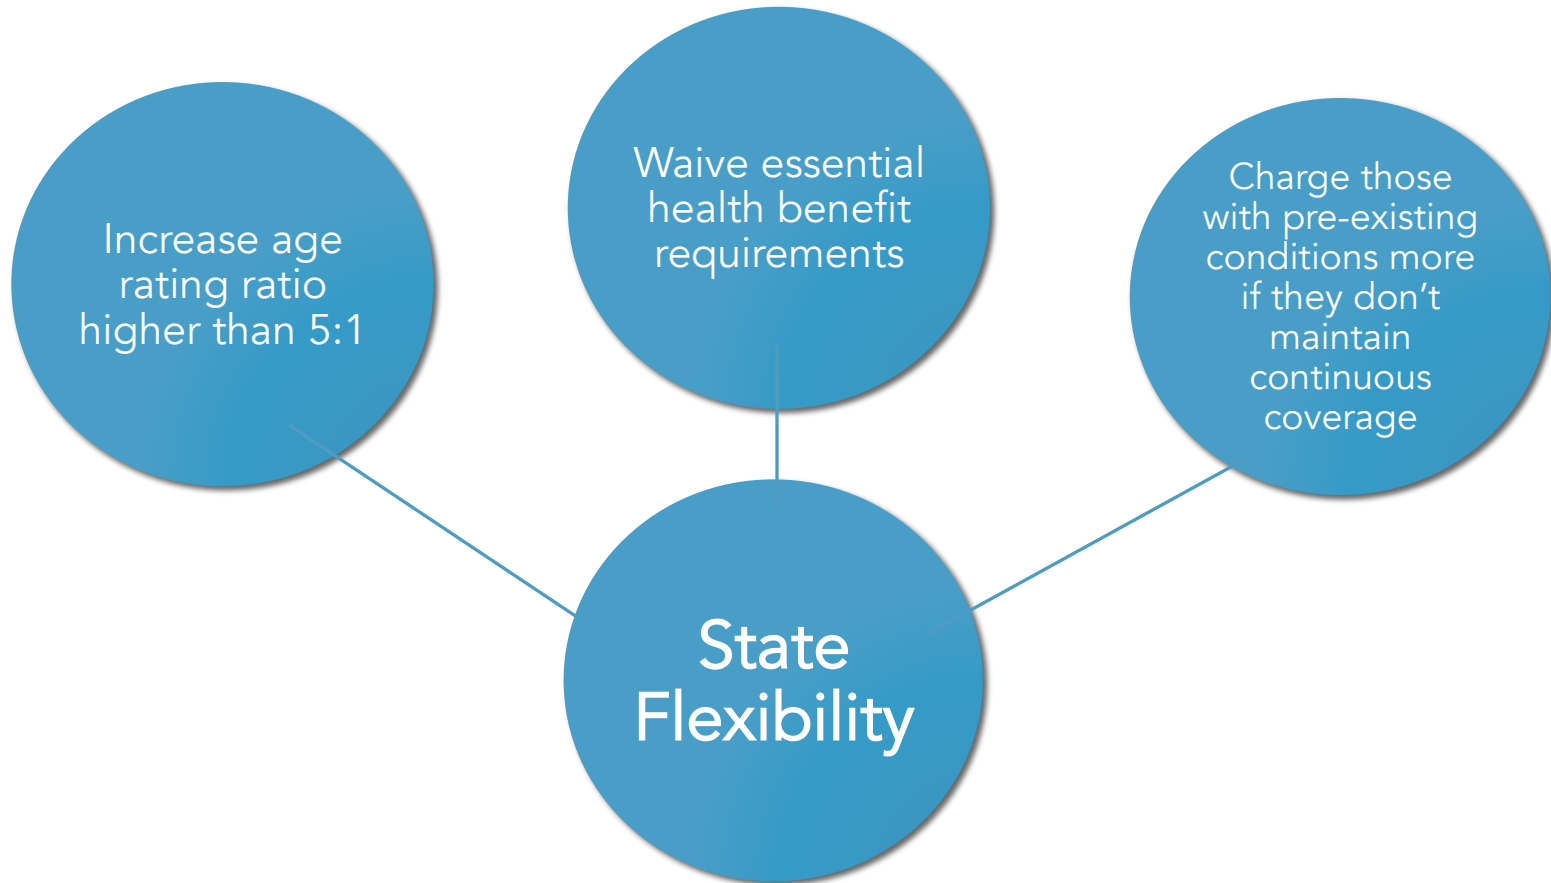 Increase age
rating ratio
higher than 5:1
Waive essential
health benefit
requirements
Charge those
with pre-existing
conditions more
if they don’t
maintain
continuous
coverage
State
Flexibility